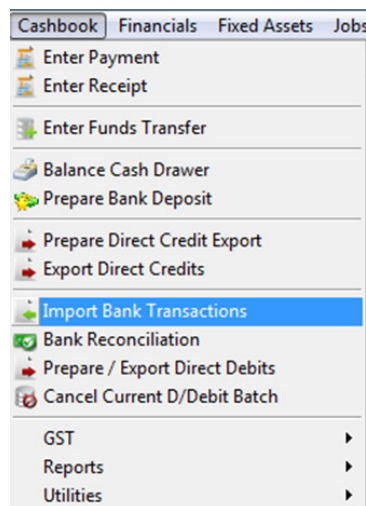 Cashbook Financials Fixed Assets Jobs
Enter Payment
Enter Receipt
Enter Funds Transfer
Balance Cash Drawer
Prepare Bank Deposit
Prepare Direct Credit Export
Export Direct Credits
Import Bank Transactions
Bank Reconciliation
Prepare / Export Direct Debits
Cancel Current D/Debit Batch
GST
Reports
Utilities